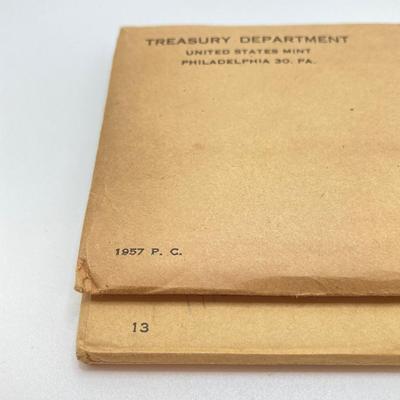 TREASURY DEPARTMENT
UNITED STATES MINT
PHILADELPHIA 30. PA.
1957 P. C.
13